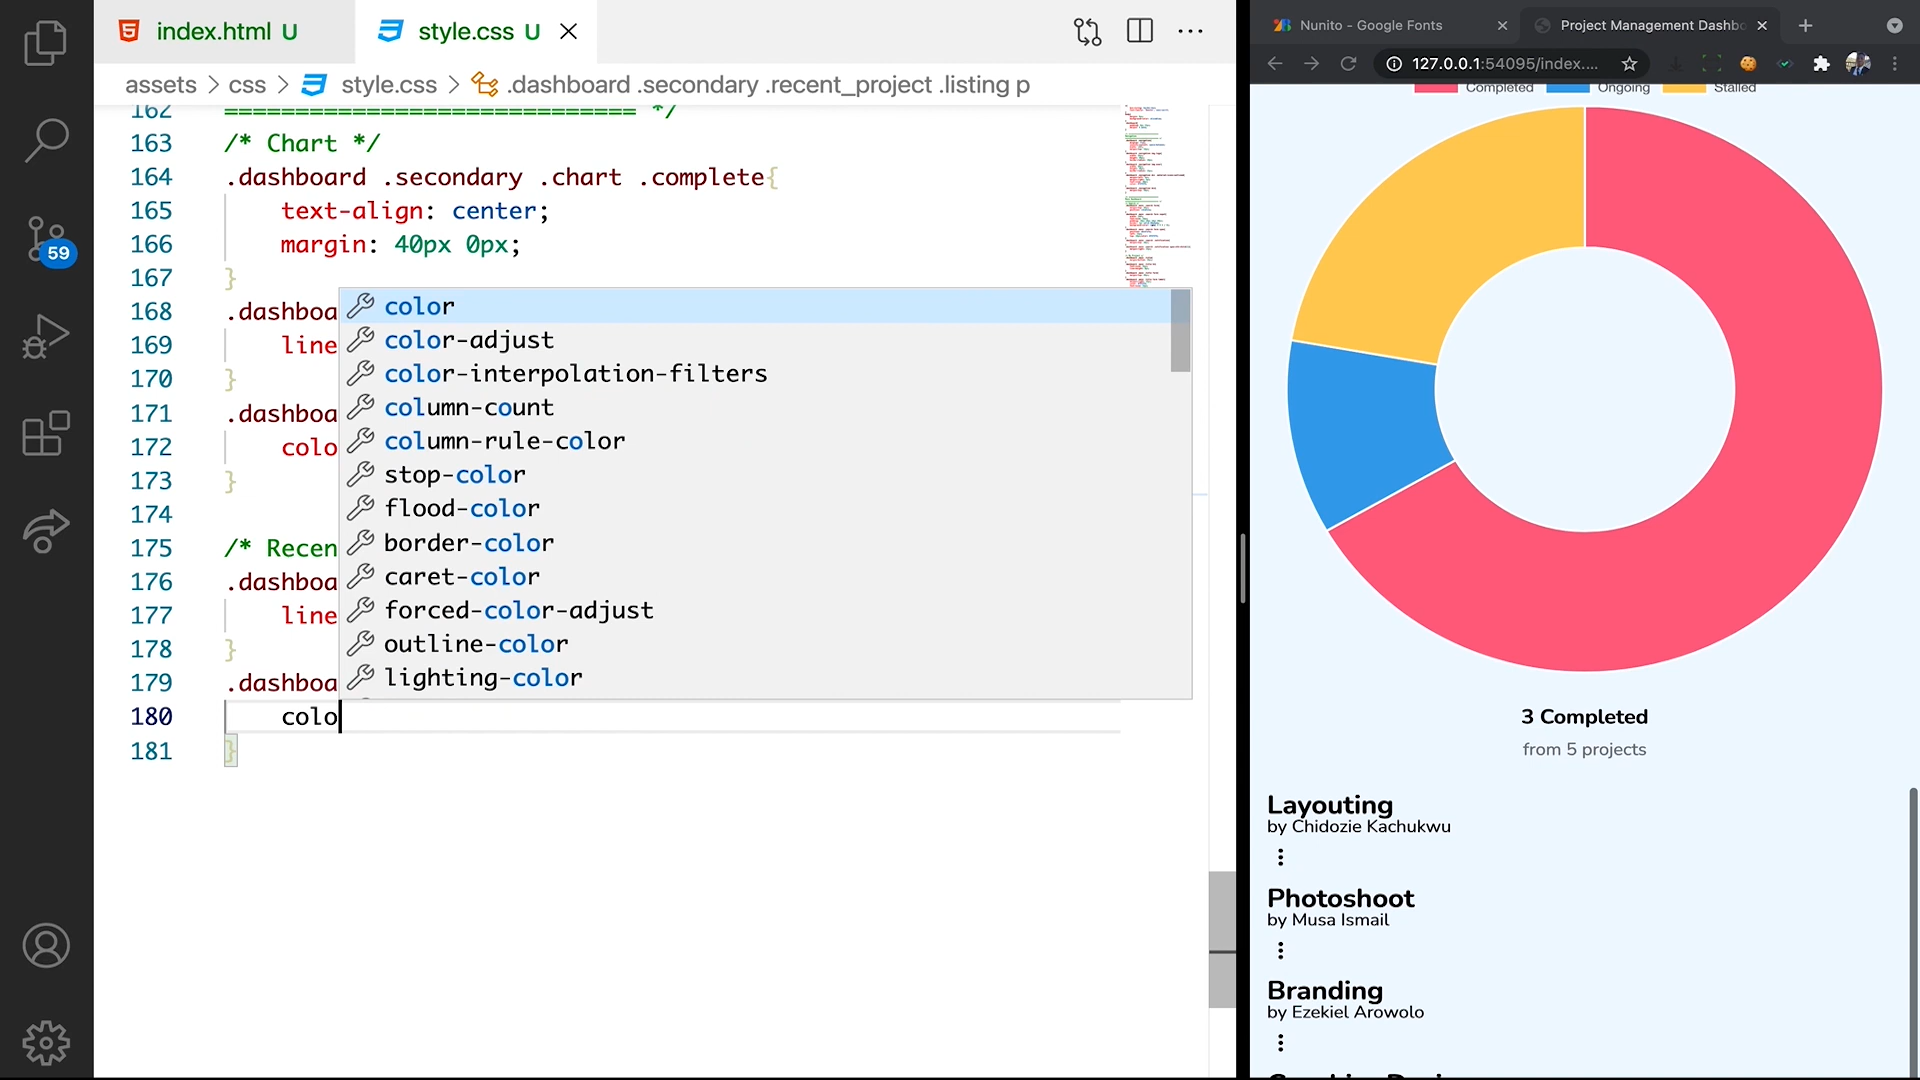 index.html U
style.css U
assets > css > style.css > .dashboard .secondary .recent_project .listing p
162 ============================= */
163 /* Chart */
164 .dashboard .secondary .chart .complete{
165 text-align: center;
166 margin: 40px 0px;
167 }
168 .dashboa
169 line
170 }
171 .dashboa
172 colo
173 }
174
175 /* Recen
176 .dashboa
177 line
178 }
179 .dashboa
180 colo
181 }
color
color-adjust
color-interpolation-filters
column-count
column-rule-color
stop-color
flood-color
border-color
caret-color
forced-color-adjust
outline-color
lighting-color
59
Nunito - Google Fonts
Project Management Dashbo
127.0.0.1:54095/index....
Completed
Ongoing
Stalled
3 Completed
from 5 projects
Layouting
by Chidozie Kachukwu
Photoshoot
by Musa Ismail
Branding
by Ezekiel Arowolo